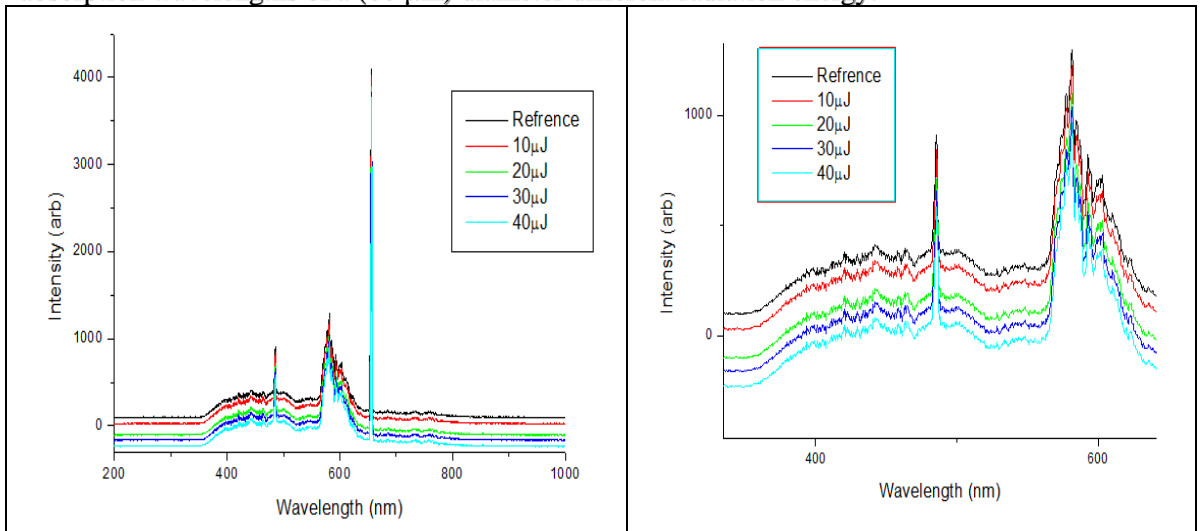 4000
3000
2000
1000
0
Intensity (arb)
200
400
600
800
1000
Wavelength (nm)
Refrence
10µJ
20µJ
30µJ
40µJ
1000
0
Intensity (arb)
400
600
Wavelength (nm)
Refrence
10µJ
20µJ
30µJ
40µJ